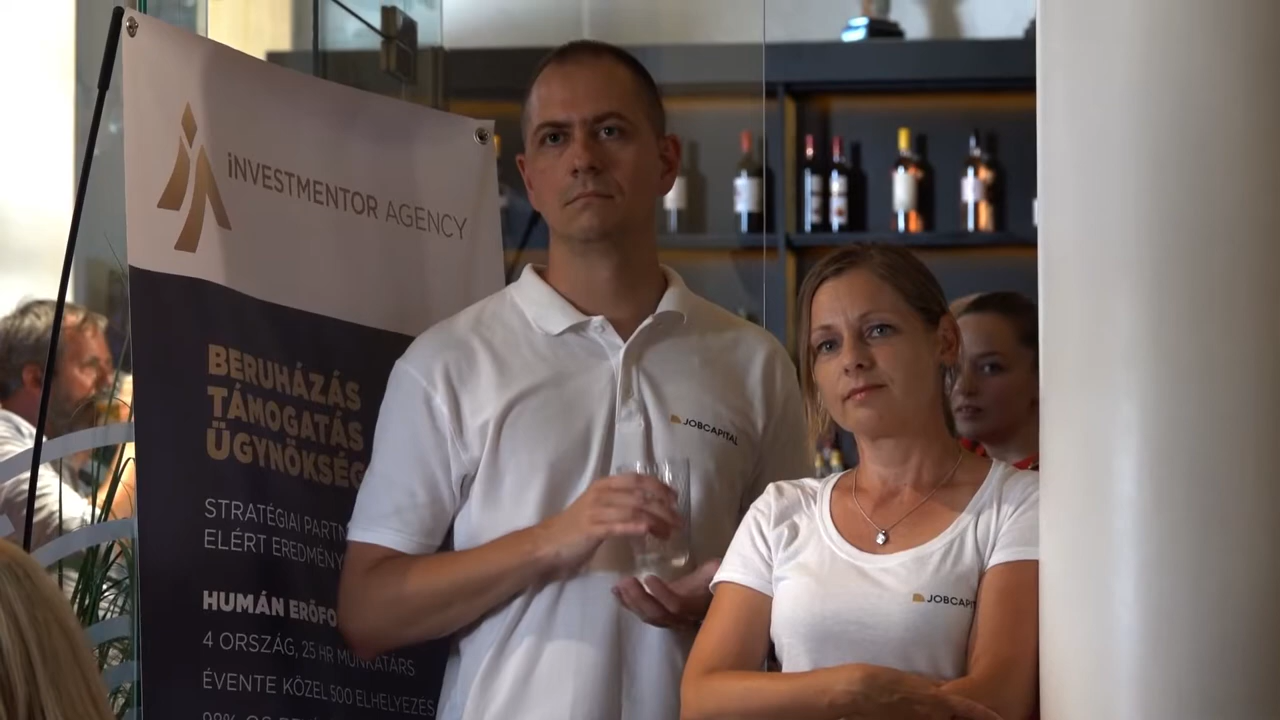 iNVESTMENTOR AGENCY
BERUHÁZÁS
TÁMOGATÁS
ÜGYNÖKSÉG
STRATÉGIAI PARTN
ELÉRT EREDMÉNY
HUMÁN ERŐFO
4 ORSZÁG, 25 HR MUNKATÁRS
ÉVENTE KÖZEL 500 ELHELYEZÉS
JOBCAPITAL
JOBCAPIT